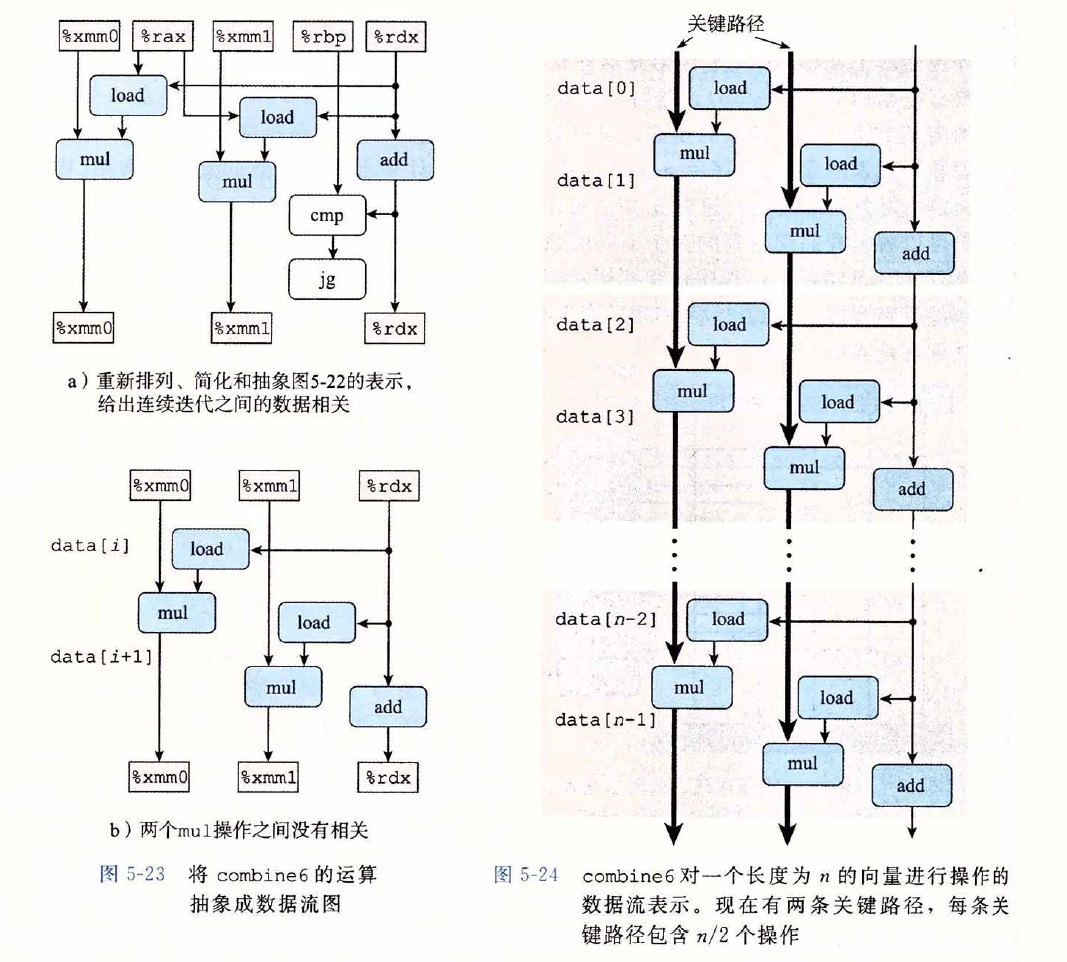 %xmm0 %rax %xmm1 %rbp %rdx
load
load
mul
add
mul
cmp
jg
%xmm0 %xmm1 %rdx
a）重新排列、简化和抽象图5-22的表示，
给出连续迭代之间的数据相关
%xmm0 %xmm1 %rdx
data[i]
load
mul
load
data[i+1]
mul
add
%xmm0 %xmm1 %rdx
b）两个mul操作之间没有相关
图 5-23 将 combine6 的运算
抽象成数据流图
关键路径
data[0]
load
mul
load
data[1]
mul
add
data[2]
load
mul
load
data[3]
mul
add
data[n-2]
load
mul
load
data[n-1]
mul
add
图 5-24 combine6 对一个长度为 n 的向量进行操作的
数据流表示。现在有两条关键路径，每条关
键路径包含 n/2 个操作